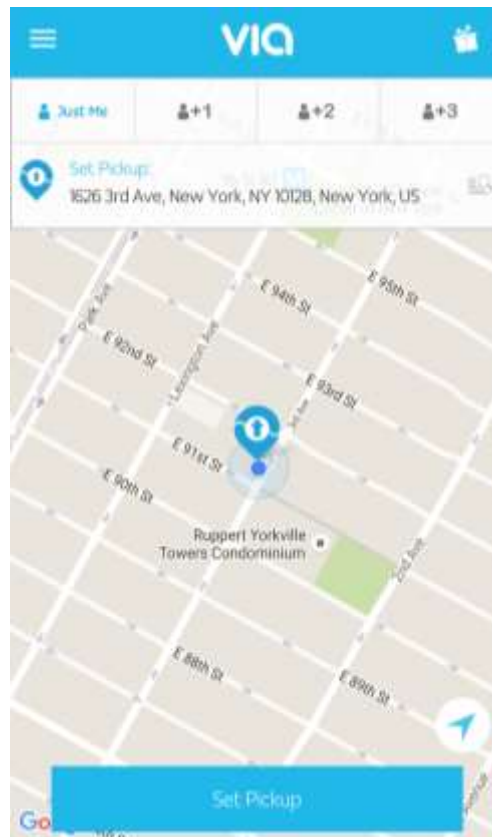 VIA
Just Me
+1
+2
+3
Set Pickup:
1626 3rd Ave, New York, NY 10128, New York, US
E 95th St
E 94th St
Park Ave
E 92nd St
Lexington Ave
E 93rd St
3rd Ave
E 91st St
E 90th St
Ruppert Yorkville
Towers Condominium
2nd Ave
E 88th St
E 89th St
Set Pickup
Go